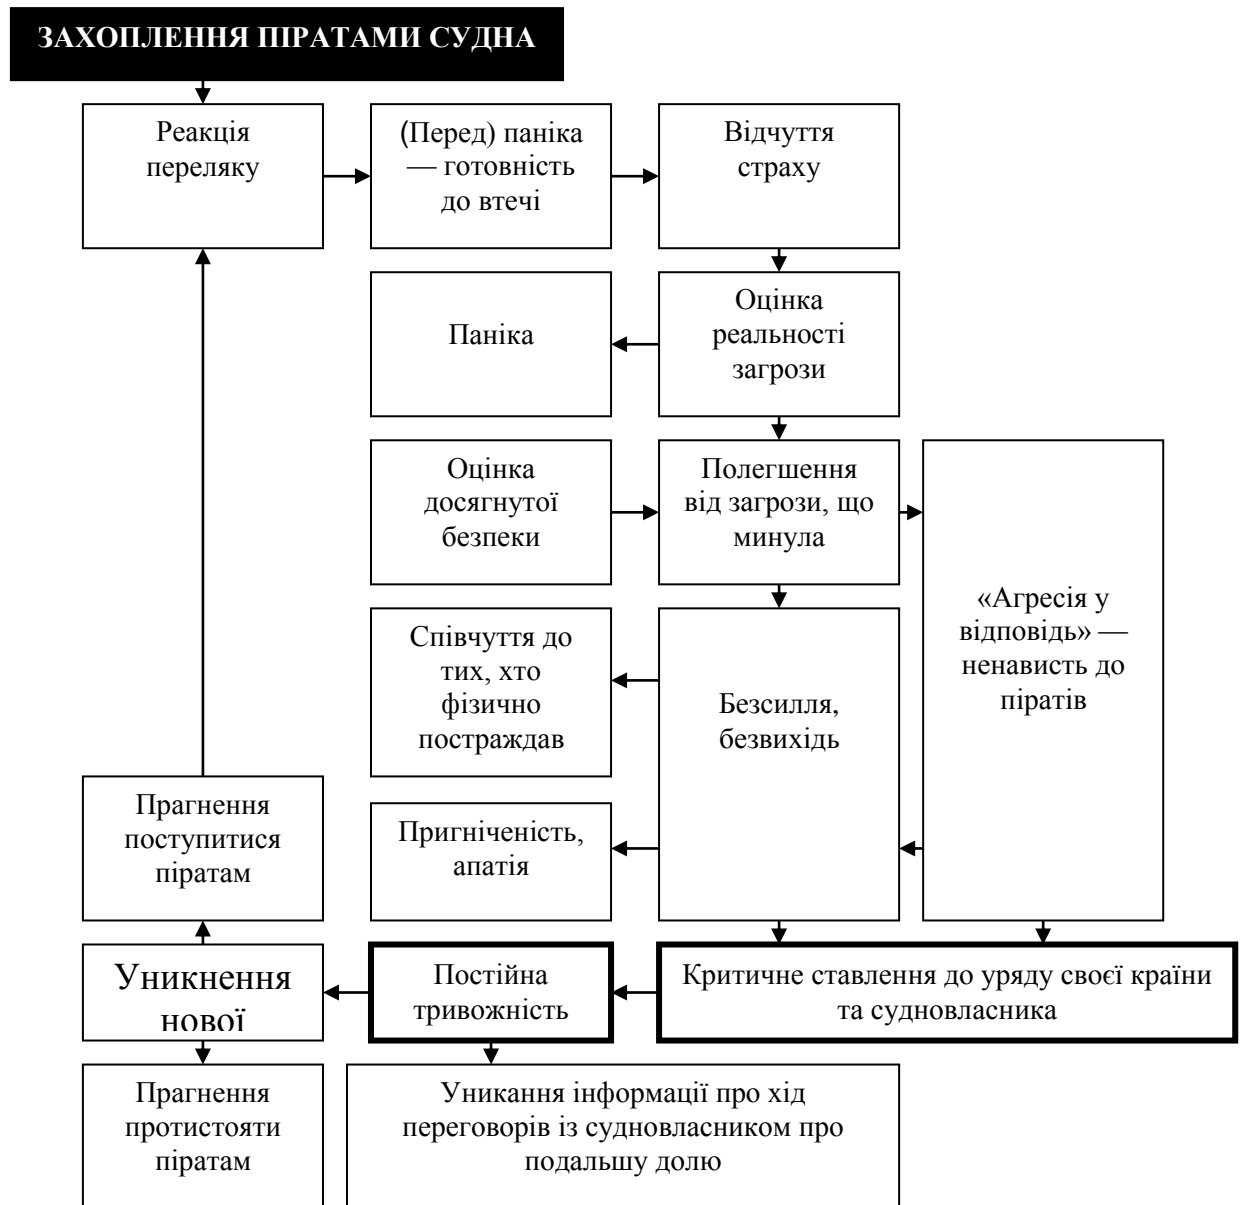 ЗАХОПЛЕННЯ ПІРАТАМИ СУДНА
Реакція
переляку
(Перед) паніка
— готовність
до втечі
Відчуття
страху
Паніка
Оцінка
реальності
загрози
Оцінка
досягнутої
безпеки
Полегшення
від загрози, що
минула
«Агресія у
відповідь» —
ненависть до
піратів
Співчуття до
тих, хто
фізично
постраждав
Безсилля,
безвихідь
Прагнення
поступитися
піратам
Пригніченість,
апатія
Уникнення
нової
Постійна
тривожність
Критичне ставлення до уряду своєї країни
та судновласника
Прагнення
протистояти
піратам
Уникання інформації про хід
переговорів із судновласником про
подальшу долю